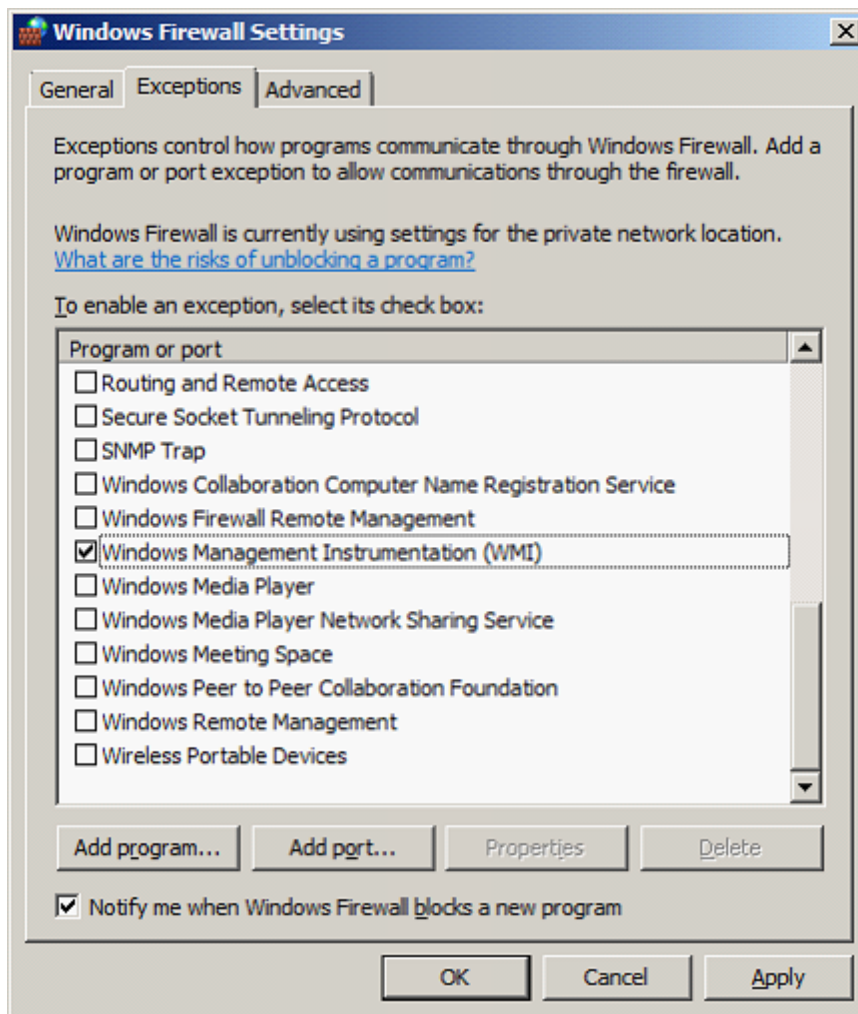 Windows Firewall Settings
General Exceptions Advanced
Exceptions control how programs communicate through Windows Firewall. Add a
program or port exception to allow communications through the firewall.
Windows Firewall is currently using settings for the private network location.
What are the risks of unblocking a program?
To enable an exception, select its check box:
Program or port
Routing and Remote Access
Secure Socket Tunneling Protocol
SNMP Trap
Windows Collaboration Computer Name Registration Service
Windows Firewall Remote Management
Windows Management Instrumentation (WMI)
Windows Media Player
Windows Media Player Network Sharing Service
Windows Meeting Space
Windows Peer to Peer Collaboration Foundation
Windows Remote Management
Wireless Portable Devices
Add program... Add port... Properties Delete
Notify me when Windows Firewall blocks a new program
OK Cancel Apply